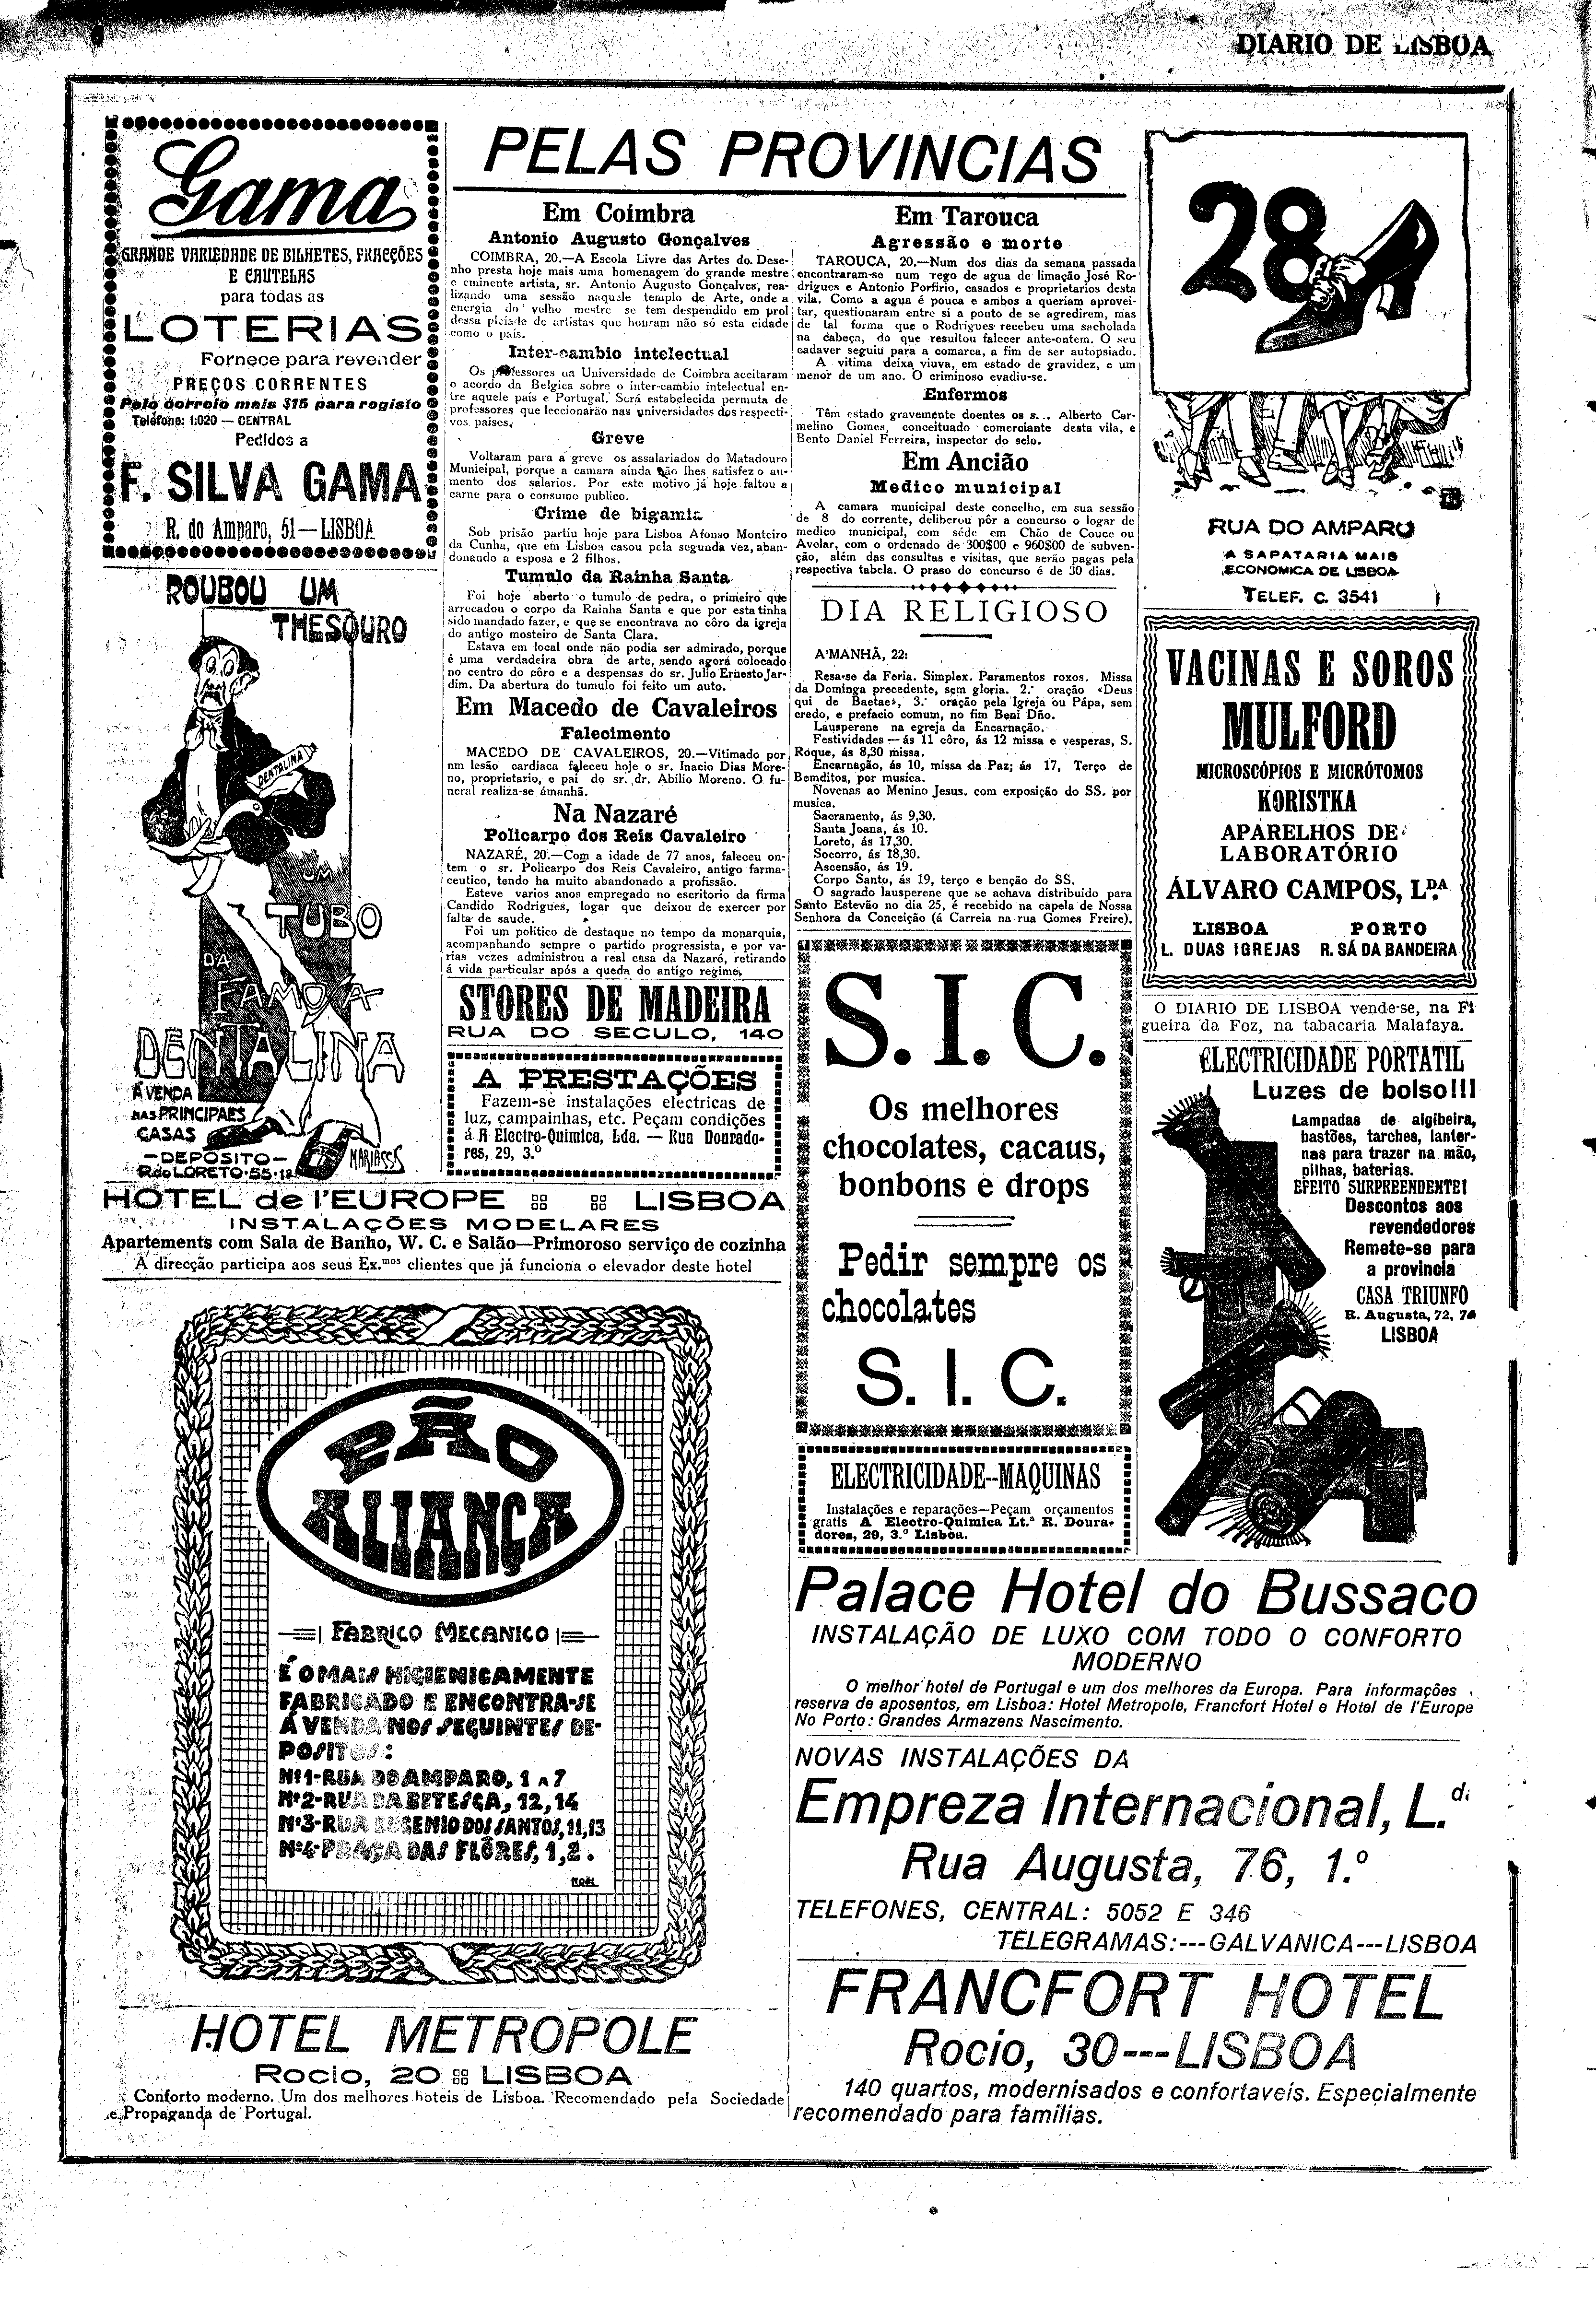 DIARIO DE LISBOA
Gama
GRANDE VARIEDADE DE BILHETES, FRACÇÕES
E CAUTELAS
para todas as
LOTERIAS
Fornece para revender
PREÇOS CORRENTES
Pelo correio mais $15 para registo
Telefone: 1:020 — CENTRAL
Pedidos a
F. SILVA GAMA
R. do Amparo, 51—LISBOA
ROUBOU UM
THESOURO
DENTALINA
UM
TUBO
DA
FAMOSA
DENTALINA
Á VENDA
NAS PRINCIPAES
CASAS
—DEPOSITO—
R. do LORETO·55·1º
PELAS PROVINCIAS
Em Coimbra
Antonio Augusto Gonçalves
COIMBRA, 20.—A Escola Livre das Artes do Dese-
nho presta hoje mais uma homenagem do grande mestre
e eminente artista, sr. Antonio Augusto Gonçalves, rea-
lizando uma sessão naquele templo de Arte, onde a
energia do velho mestre se tem despendido em prol
dessa pleiade de artistas que honram não só esta cidade
como o país.
Inter-cambio intelectual
Os professores da Universidade de Coimbra aceitaram
o acordo da Belgica sobre o inter-cambio intelectual en-
tre aquele país e Portugal. Será estabelecida permuta de
professores que leccionarão nas universidades dos respecti-
vos países.
Greve
Voltaram para a greve os assalariados do Matadouro
Municipal, porque a camara ainda não lhes satisfez o au-
mento dos salarios. Por este motivo já hoje faltou a
carne para o consumo publico.
Crime de bigamia
Sob prisão partiu hoje para Lisboa Afonso Monteiro
da Cunha, que em Lisboa casou pela segunda vez, aban-
donando a esposa e 2 filhos.
Tumulo da Rainha Santa
Foi hoje aberto o tumulo de pedra, o primeiro que
arrecadou o corpo da Rainha Santa e que por esta tinha
sido mandado fazer, e que se encontrava no côro da igreja
do antigo mosteiro de Santa Clara.
Estava em local onde não podia ser admirado, porque
é uma verdadeira obra de arte, sendo agora colocado
no centro do côro e a despensas do sr. Julio Ernesto Jar-
dim. Da abertura do tumulo foi feito um auto.
Em Macedo de Cavaleiros
Falecimento
MACEDO DE CAVALEIROS, 20.—Vitimado por
nm lesão cardiaca faleceu hoje o sr. Inacio Dias More-
no, proprietario, e pai do sr. dr. Abilio Moreno. O fu-
neral realiza-se ámanhã.
Na Nazaré
Policarpo dos Reis Cavaleiro
NAZARÉ, 20.—Com a idade de 77 anos, faleceu on-
tem o sr. Policarpo dos Reis Cavaleiro, antigo farma-
ceutico, tendo ha muito abandonado a profissão.
Esteve varios anos empregado no escritorio da firma
Candido Rodrigues, logar que deixou de exercer por
falta de saude.
Foi um politico de destaque no tempo da monarquia,
acompanhando sempre o partido progressista, e por va-
rias vezes administrou a real casa da Nazaré, retirando
á vida particular após a queda do antigo regime.
STORES DE MADEIRA
RUA DO SECULO, 140
A PRESTAÇÕES
Fazem-se instalações electricas de
luz, campainhas, etc. Peçam condições
á A Electro-Quimica, Lda. — Rua Dourado-
res, 29, 3.º
HOTEL de l'EUROPE LISBOA
INSTALAÇÕES MODELARES
Apartements com Sala de Banho, W. C. e Salão—Primoroso serviço de cozinha
A direcção participa aos seus Ex.mos clientes que já funciona o elevador deste hotel
PÃO
ALIANÇA
FABRICO MECANICO
É O MAIS HIGIENICAMENTE
FABRICADO E ENCONTRA-SE
Á VENDA NOS SEGUINTES DE-
POSITOS:
Nº1-RUA DO AMPARO, 1 A 7
Nº2-RUA DA BETESGA, 12, 14
Nº3-RUA EUGENIO DOS SANTOS, 11, 13
Nº4-PRAÇA DAS FLÔRES, 1, 2.
HOTEL METROPOLE
Rocio, 20 LISBOA
Conforto moderno. Um dos melhores hoteis de Lisboa. Recomendado pela Sociedade
e Propaganda de Portugal.
Em Tarouca
Agressão e morte
TAROUCA, 20.—Num dos dias da semana passada
encontraram-se num rego de agua de limação José Ro-
drigues e Antonio Porfirio, casados e proprietarios desta
vila. Como a agua é pouca e ambos a queriam aprovei-
tar, questionaram entre si a ponto de se agredirem, mas
de tal forma que o Rodrigues recebeu uma sacholada
na cabeça, do que resultou falecer ante-ontem. O seu
cadaver seguiu para a comarca, a fim de ser autopsiado.
A vitima deixa viuva, em estado de gravidez, e um
menor de um ano. O criminoso evadiu-se.
Enfermos
Têm estado gravemente doentes os s... Alberto Car-
melino Gomes, conceituado comerciante desta vila, e
Bento Daniel Ferreira, inspector do selo.
Em Ancião
Medico municipal
A camara municipal deste concelho, em sua sessão
de 8 do corrente, deliberou pôr a concurso o logar de
medico municipal, com séde em Chão de Couce ou
Avelar, com o ordenado de 300$00 e 960$00 de subven-
ção, além das consultas e visitas, que serão pagas pela
respectiva tabela. O praso do concurso é de 30 dias.
DIA RELIGIOSO
A'MANHÃ, 22:
Resa-se da Feria. Simplex. Paramentos roxos. Missa
da Dominga precedente, sem gloria. 2.ª oração «Deus
qui de Baetae», 3.ª oração pela Igreja ou Pápa, sem
credo, e prefacio comum, no fim Beni Dño.
Lausperene na egreja da Encarnação.
Festividades — ás 11 côro, ás 12 missa e vesperas, S.
Roque, ás 8,30 missa.
Encarnação, ás 10, missa da Paz; ás 17, Terço de
Bemditos, por musica.
Novenas ao Menino Jesus, com exposição do SS. por
musica.
Sacramento, ás 9,30.
Santa Joana, ás 10.
Loreto, ás 17,30.
Socorro, ás 18,30.
Ascensão, ás 19.
Corpo Santo, ás 19, terço e benção do SS.
O sagrado lausperene que se achava distribuido para
Santo Estevão no dia 25, é recebido na capela de Nossa
Senhora da Conceição (á Carreia na rua Gomes Freire).
S. I. C.
Os melhores
chocolates, cacaus,
bonbons e drops
Pedir sempre os
chocolates
S. I. C.
ELECTRICIDADE--MAQUINAS
Instalações e reparações—Peçam orçamentos
gratis A Electro-Quimica Lt.ª R. Doura-
dores, 29, 3.º Lisboa.
28
RUA DO AMPARO
A SAPATARIA MAIS
ECONOMICA DE LISBOA
TELEF. C. 3541
VACINAS E SOROS
MULFORD
MICROSCÓPIOS E MICRÓTOMOS
KORISTKA
APARELHOS DE
LABORATÓRIO
ÁLVARO CAMPOS, L.DA
LISBOA PORTO
L. DUAS IGREJAS R. SÁ DA BANDEIRA
O DIARIO DE LISBOA vende-se, na Fi
gueira da Foz, na tabacaria Malafaya.
ELECTRICIDADE PORTATIL
Luzes de bolso!!!
Lampadas de algibeira,
bastões, tarches, lanter-
nas para trazer na mão,
pilhas, baterias.
EFEITO SURPREENDENTE!
Descontos aos
revendedores
Remete-se para
a provincia
CASA TRIUNFO
R. Augusta, 72, 74
LISBOA
Palace Hotel do Bussaco
INSTALAÇÃO DE LUXO COM TODO O CONFORTO
MODERNO
O melhor hotel de Portugal e um dos melhores da Europa. Para informações
reserva de aposentos, em Lisboa: Hotel Metropole, Francfort Hotel e Hotel de l'Europe
No Porto: Grandes Armazens Nascimento.
NOVAS INSTALAÇÕES DA
Empreza Internacional, L.
Rua Augusta, 76, 1.º
TELEFONES, CENTRAL: 5052 E 346
TELEGRAMAS:---GALVANICA---LISBOA
FRANCFORT HOTEL
Rocio, 30---LISBOA
140 quartos, modernisados e confortaveis. Especialmente
recomendado para familias.